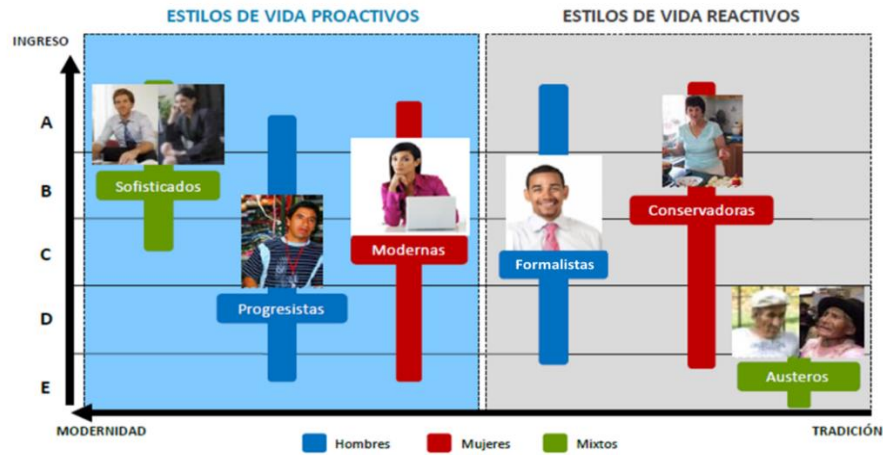 ESTILOS DE VIDA PROACTIVOS
ESTILOS DE VIDA REACTIVOS
INGRESO
A
B
C
D
E
Sofisticados
Progresistas
Modernas
Formalistas
Conservadoras
Austeros
MODERNIDAD
TRADICIÓN
Hombres
Mujeres
Mixtos